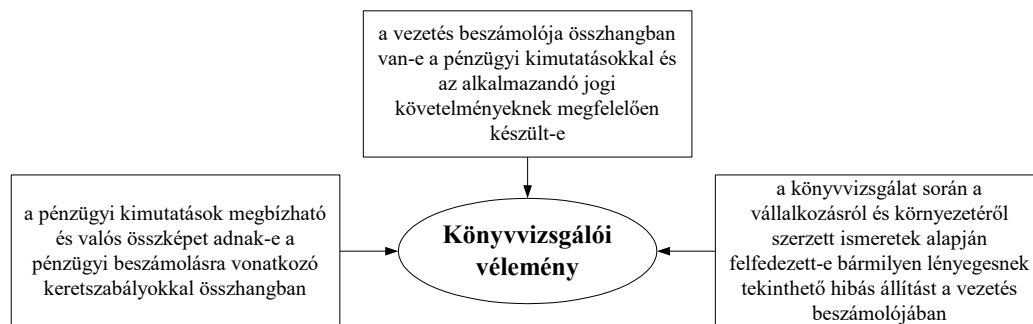 a vezetés beszámolója összhangban
van-e a pénzügyi kimutatásokkal és
az alkalmazandó jogi
követelményeknek megfelelően
készült-e
a pénzügyi kimutatások megbízható
és valós összképet adnak-e a
pénzügyi beszámolásra vonatkozó
keretszabályokkal összhangban
Könyvvizsgálói
vélemény
a könyvvizsgálat során a
vállalkozásról és környezetéről
szerzett ismeretek alapján
felfedezett-e bármilyen lényegesnek
tekinthető hibás állítást a vezetés
beszámolójában